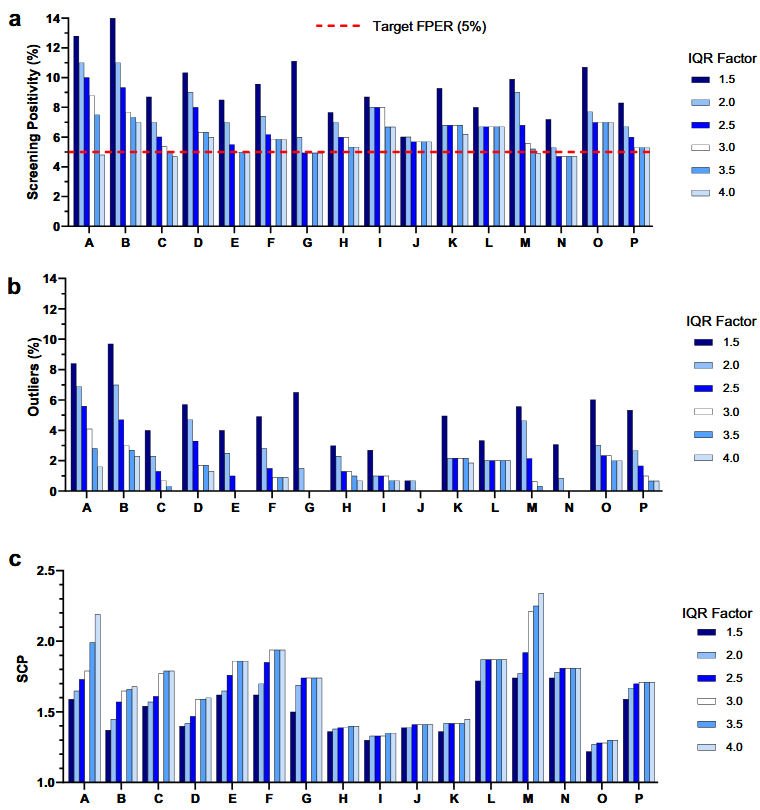 a
Target FPER (5%)
Screening Positivity (%)
14
12
10
8
6
4
2
0
A B C D E F G H I J K L M N O P
IQR Factor
1.5
2.0
2.5
3.0
3.5
4.0
b
Outliers (%)
14
12
10
8
6
4
2
0
A B C D E F G H I J K L M N O P
IQR Factor
1.5
2.0
2.5
3.0
3.5
4.0
c
SCP
2.5
2.0
1.5
1.0
A B C D E F G H I J K L M N O P
IQR Factor
1.5
2.0
2.5
3.0
3.5
4.0